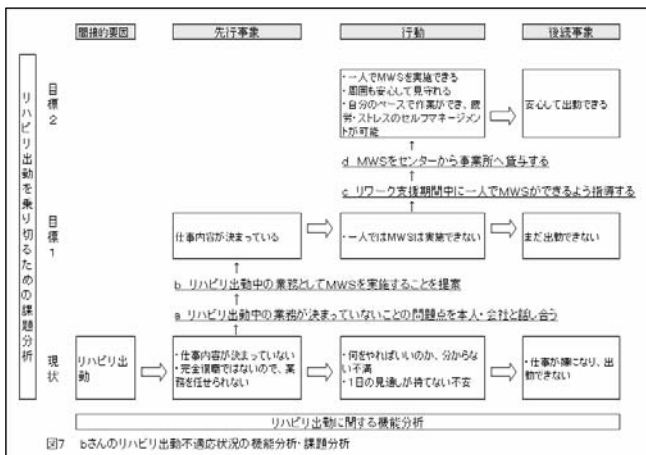 間接的要因
先行事象
行動
後続事象
リハビリ出勤を乗り切るための課題分析
目標2
・一人でMWSを実施できる
・周囲も安心して見守れる
・自分のペースで作業ができ、疲
労・ストレスのセルフマネージメン
トが可能
安心して出勤できる
↑
d MWSをセンターから事業所へ貸与する
↑
c リワーク支援期間中に一人でMWSができるよう指導する
↑
目標1
仕事内容が決まっている
・一人ではMWSは実施できない
まだ出勤できない
↑
b リハビリ出勤中の業務としてMWSを実施することを提案
↑
a リハビリ出勤中の業務が決まっていないことの問題点を本人・会社と話し合う
↑
現状
リハビリ出
勤
・仕事内容が決まっていない
・完全復職ではないので、業
務を任せられない
・何をやればいいのか、分からな
い不満
・1日の見通しが持てない不安
・仕事が嫌になり、出
勤できない
リハビリ出勤に関する機能分析
図7 bさんのリハビリ出勤不適応状況の機能分析・課題分析